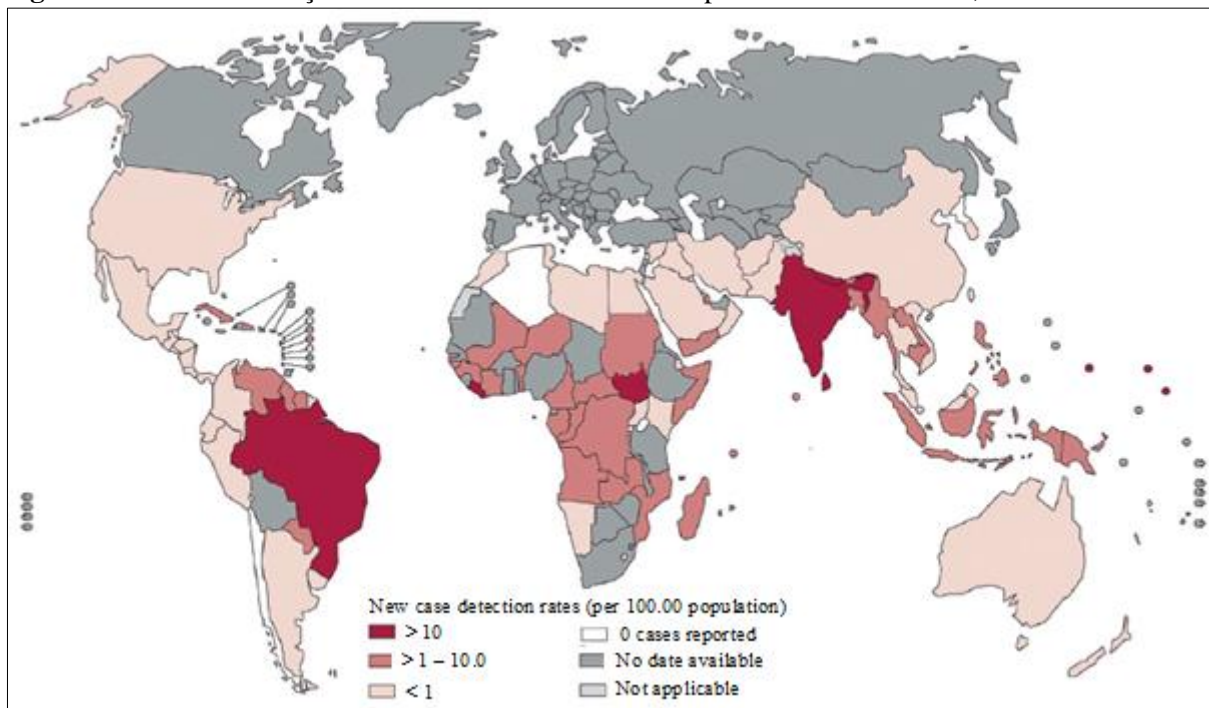 New case detection rates (per 100.00 population)
> 10
> 1 – 10.0
< 1
0 cases reported
No date available
Not applicable